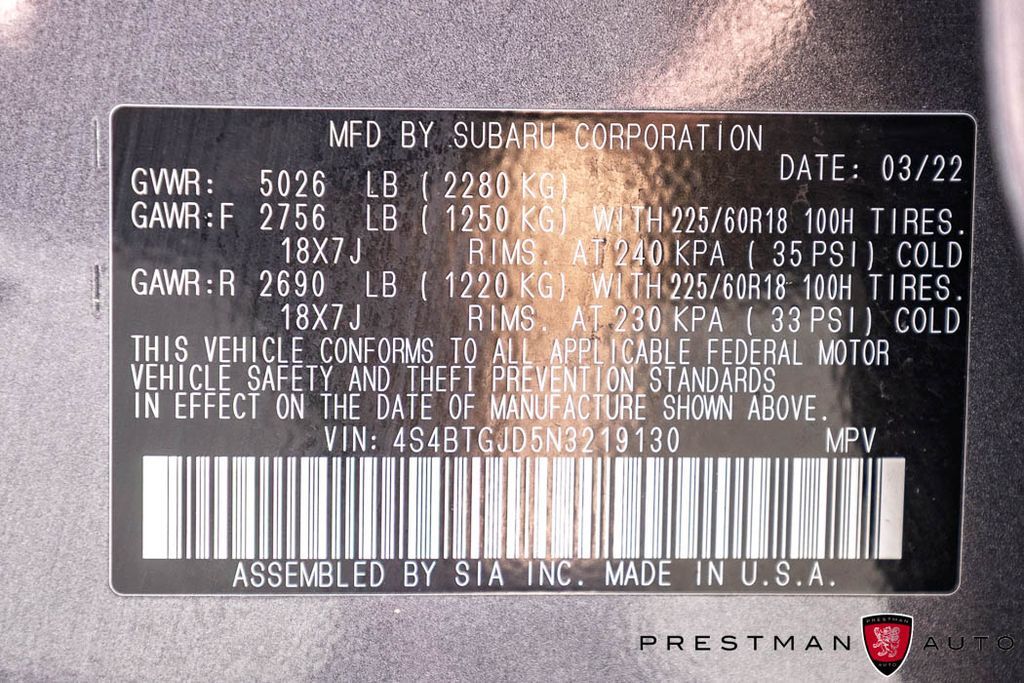 MFD BY SUBARU CORPORATION
DATE: 03/22
GVWR: 5026 LB ( 2280 KG)
GAWR:F 2756 LB ( 1250 KG) WITH 225/60R18 100H TIRES.
18X7J RIMS. AT 240 KPA ( 35 PSI) COLD
GAWR:R 2690 LB ( 1220 KG) WITH 225/60R18 100H TIRES.
18X7J RIMS. AT 230 KPA ( 33 PSI) COLD
THIS VEHICLE CONFORMS TO ALL APPLICABLE FEDERAL MOTOR
VEHICLE SAFETY AND THEFT PREVENTION STANDARDS
IN EFFECT ON THE DATE OF MANUFACTURE SHOWN ABOVE.
VIN: 4S4BTGJD5N3219130 MPV
ASSEMBLED BY SIA INC. MADE IN U.S.A.
PRESTMAN AUTO
PRESTMAN
AUTO